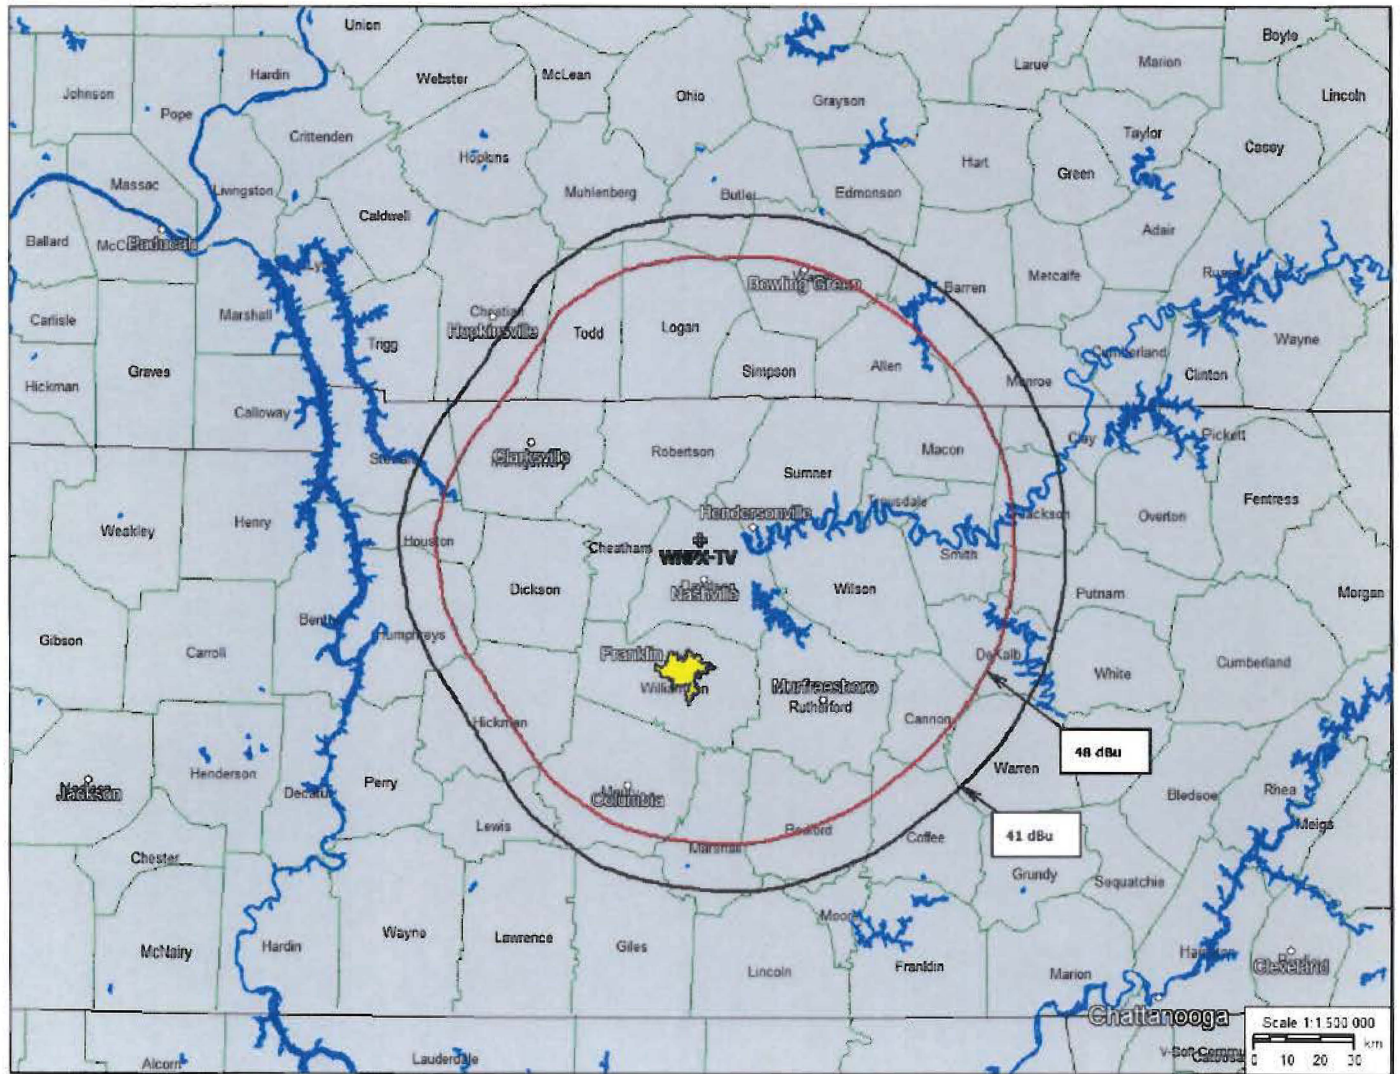 Union
Boyle
Hardin
Webster
McLean
Larue
Marion
Johnson
Pope
Ohio
Grayson
Lincoln
Crittenden
Taylor
Casey
Hopkins
Hart
Green
Massac
Livingston
Muhlenberg
Butler
Edmonson
Caldwell
Adair
Ballard
Paducah
Metcalfe
Barren
Bowling Green
Carlisle
Marshall
Christian
Hopkinsville
Todd
Logan
Trigg
Wayne
Cumberland
Hickman
Graves
Simpson
Allen
Monroe
Clinton
Calloway
Clay
Pickett
Clarksville
Robertson
Macon
Sumner
Fentress
Weakley
Henry
Hendersonville
Trousdale
Jackson
Overton
Houston
Cheatham
WNPX-TV
Smith
Dickson
Nashville
Wilson
Putnam
Morgan
Gibson
Carroll
Humphreys
Franklin
DeKalb
White
Cumberland
Williamson
Murfreesboro
Rutherford
Cannon
Hickman
48 dBu
Henderson
Perry
Warren
Jackson
Decatur
Columbia
Bledsoe
Rhea
Lewis
Bedford
Coffee
41 dBu
Meigs
Marshall
Chester
Grundy
Sequatchie
Moore
McNairy
Hardin
Wayne
Lawrence
Giles
Lincoln
Franklin
Marion
Cleveland
Chattanooga
Scale 1:1 500 000
km
0 10 20 30
Alcorn
Lauderdale